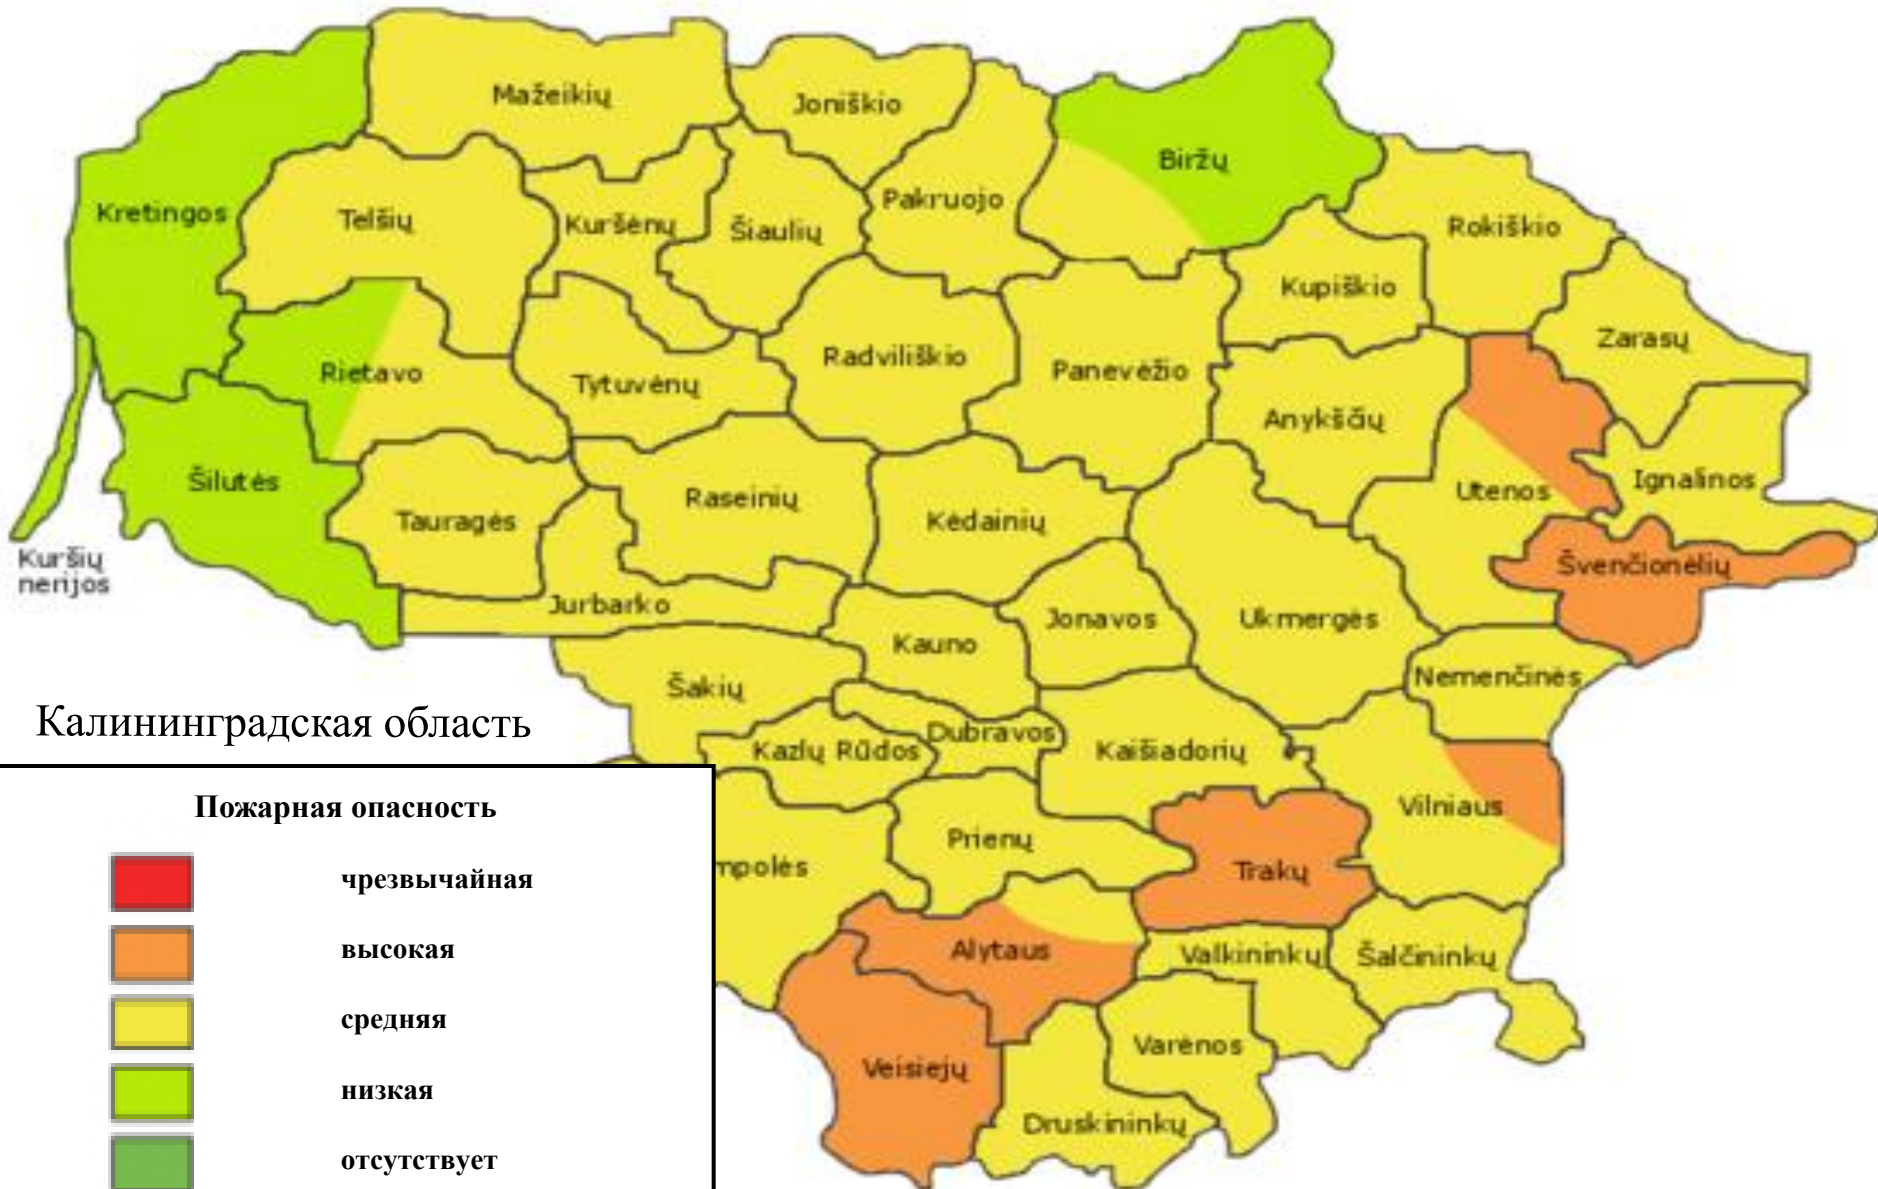 Mažeikių
Joniškio
Biržų
Kretingos
Telšių
Kuršėnų
Šiaulių
Pakruojo
Rokiškio
Kupiškio
Zarasų
Rietavo
Tytuvėnų
Radviliškio
Panevėžio
Anykščių
Šilutės
Tauragės
Raseinių
Kėdainių
Utenos
Ignalinos
Kuršių
nerijos
Švenčionėlių
Jurbarko
Kauno
Jonavos
Ukmergės
Nemenčinės
Šakių
Калининградская область
Kazlų Rūdos
Dubravos
Kaišiadorių
Vilniaus
Prienų
mpolės
Trakų
Alytaus
Valkininkų
Šalčininkų
Veisiejų
Varėnos
Druskininkų
Пожарная опасность
чрезвычайная
высокая
средняя
низкая
отсутствует